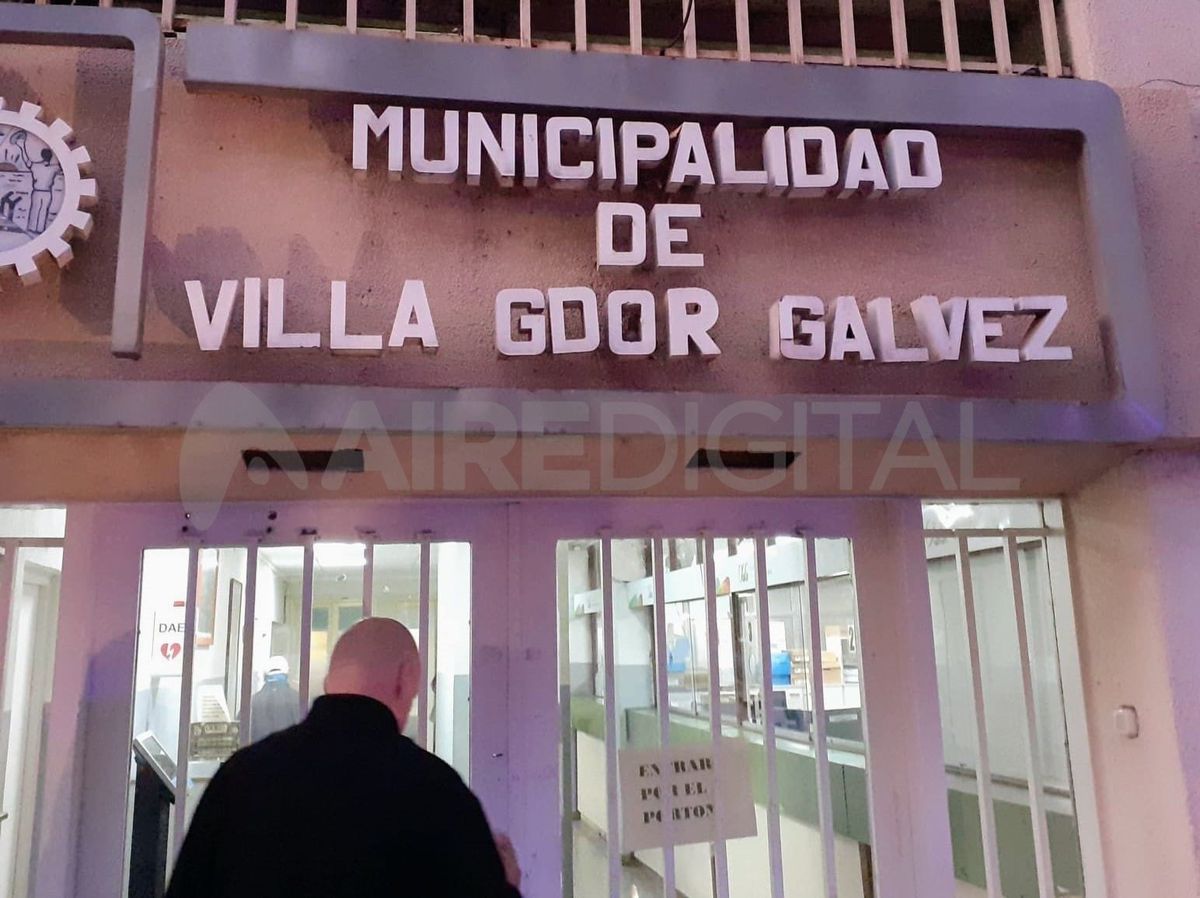 MUNICIPALIDAD
DE
VILLA GDOR GALVEZ
AIREDIGITAL
DAE
ENTRAR
POR EL
PORTON